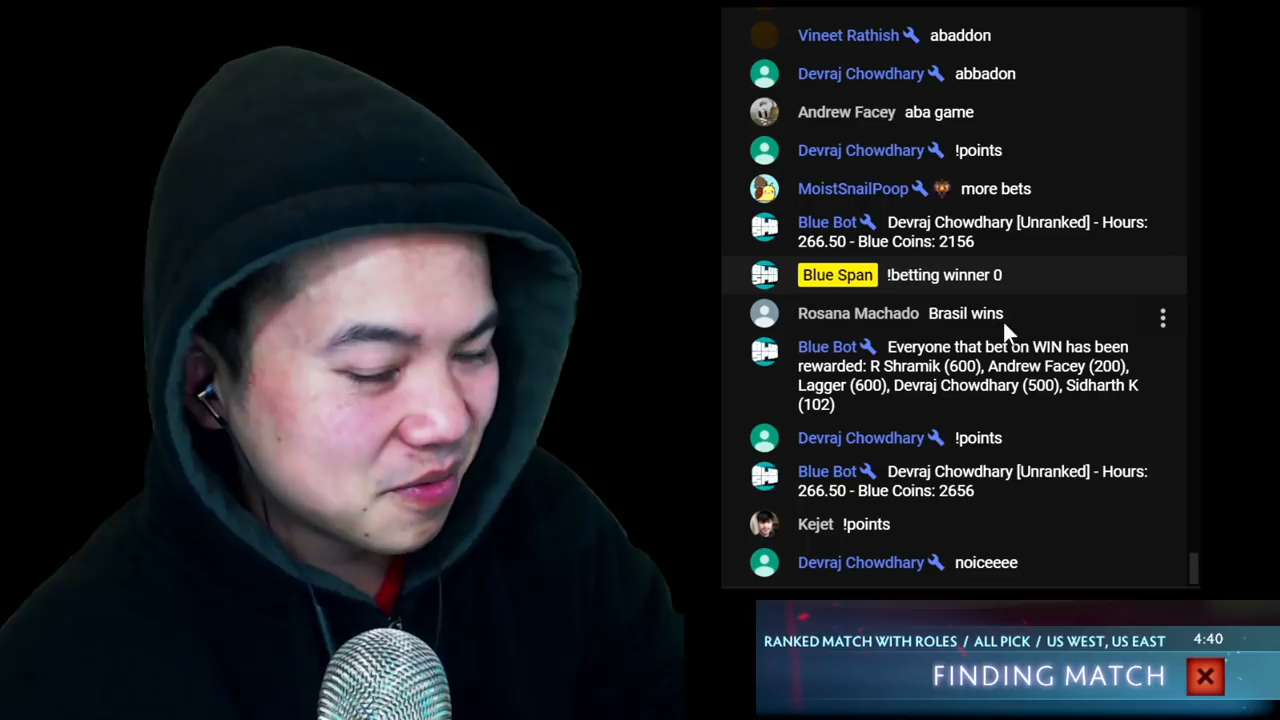 Vineet Rathish abaddon
Devraj Chowdhary abbadon
Andrew Facey aba game
Devraj Chowdhary !points
MoistSnailPoop more bets
Blue Bot Devraj Chowdhary [Unranked] - Hours:
266.50 - Blue Coins: 2156
Blue Span !betting winner 0
Rosana Machado Brasil wins
Blue Bot Everyone that bet on WIN has been
rewarded: R Shramik (600), Andrew Facey (200),
Lagger (600), Devraj Chowdhary (500), Sidharth K
(102)
Devraj Chowdhary !points
Blue Bot Devraj Chowdhary [Unranked] - Hours:
266.50 - Blue Coins: 2656
Kejet !points
Devraj Chowdhary noiceeee
RANKED MATCH WITH ROLES / ALL PICK / US WEST, US EAST 4:40
FINDING MATCH